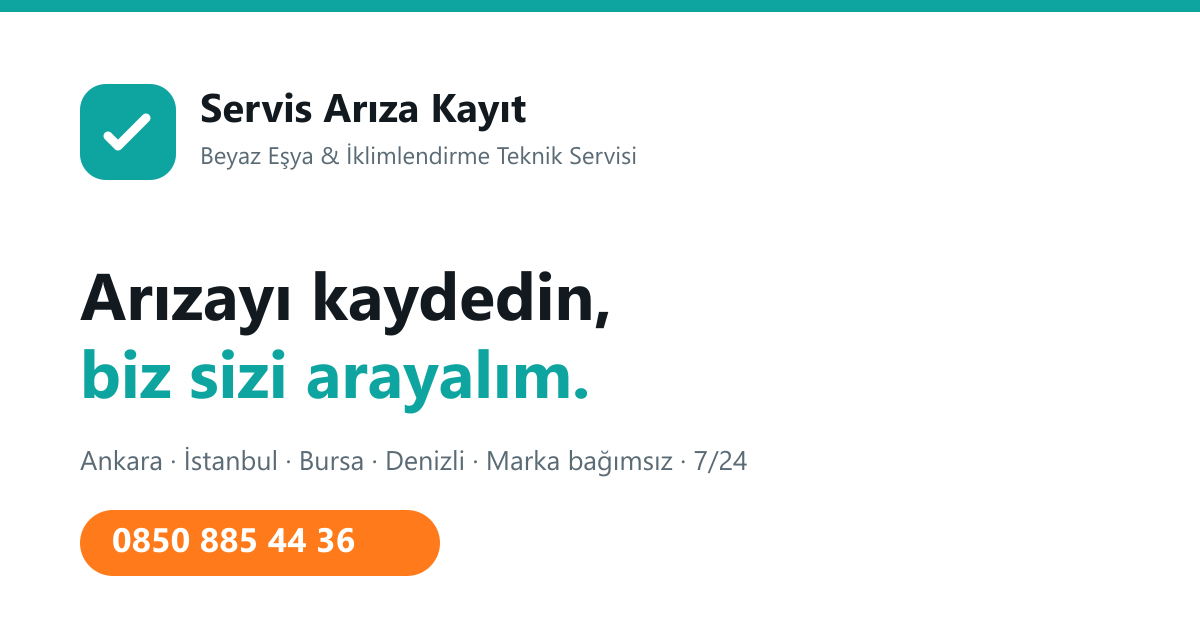 Servis Arıza Kayıt
Beyaz Eşya & İklimlendirme Teknik Servisi
Arızayı kaydedin,
biz sizi arayalım.
Ankara · İstanbul · Bursa · Denizli · Marka bağımsız · 7/24
0850 885 44 36